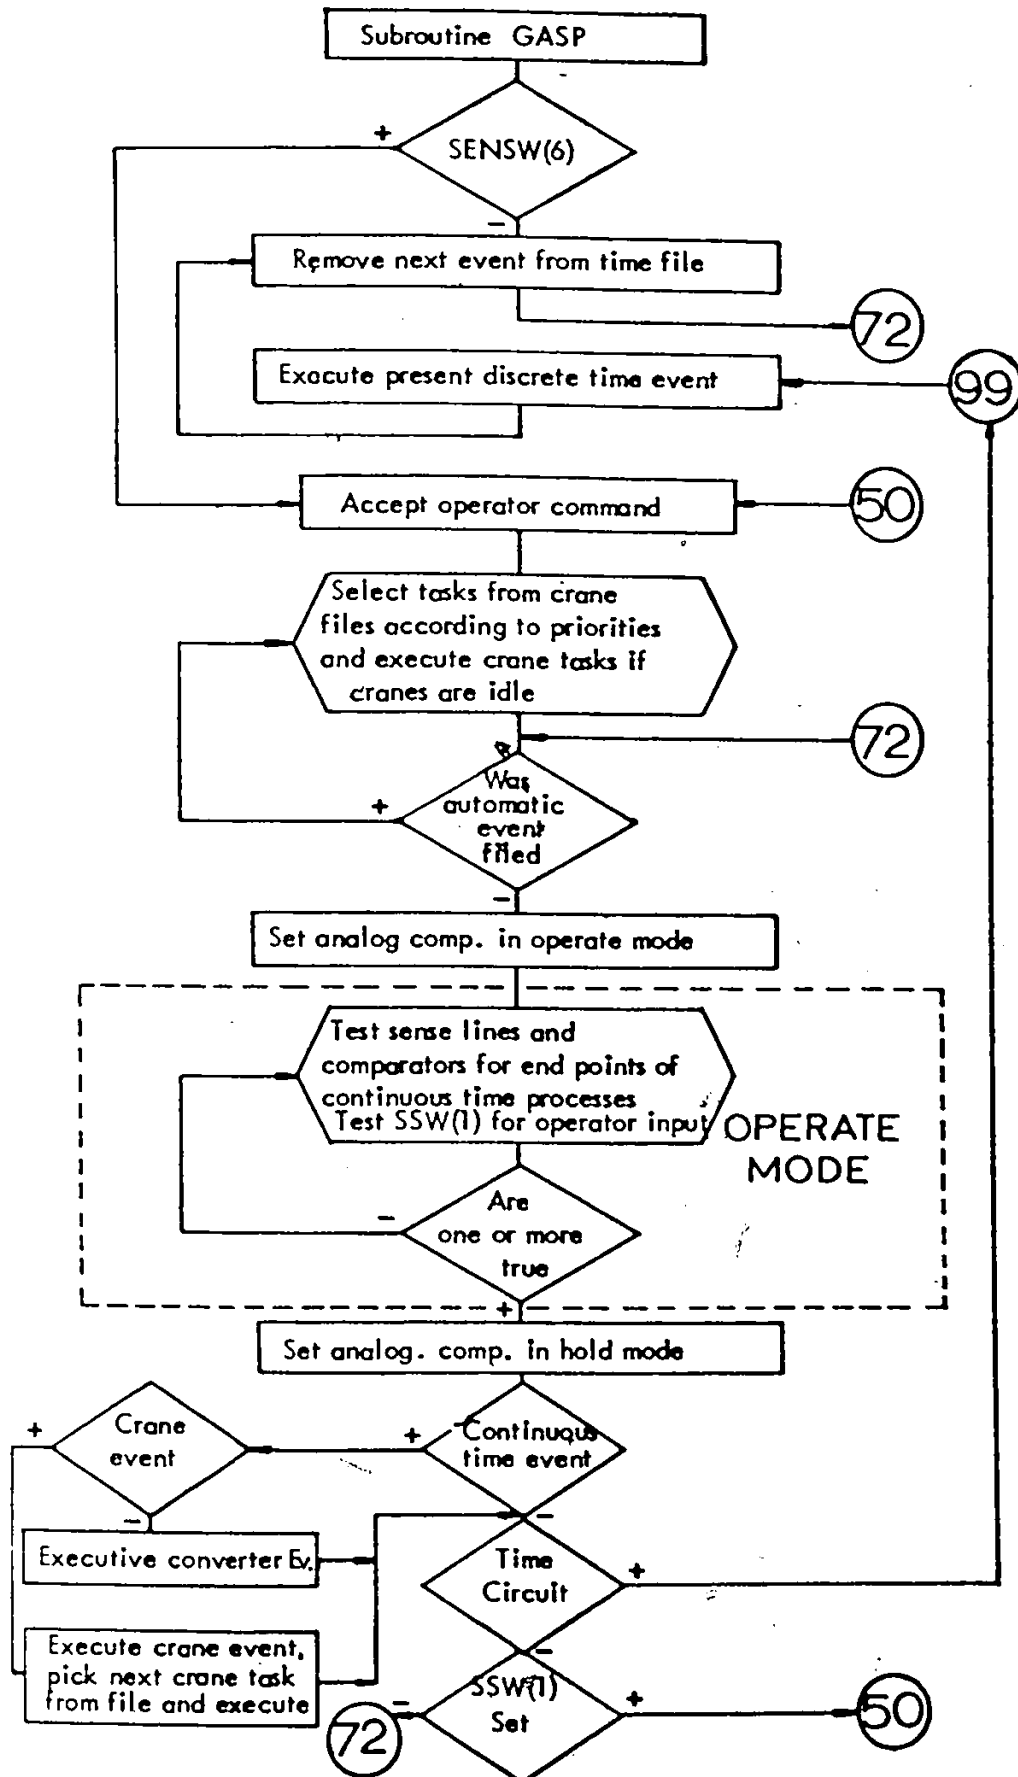 Subroutine GASP
SENSW(6)
+
-
Remove next event from time file
72
Execute present discrete time event
99
Accept operator command
50
Select tasks from crane
files according to priorities
and execute crane tasks if
cranes are idle
72
Was
automatic
event
filed
+
-
Set analog comp. in operate mode
Test sense lines and
comparators for end points of
continuous time processes
Test SSW(1) for operator input
OPERATE
MODE
Are
one or more
true
-
+
Set analog. comp. in hold mode
Continuous
time event
+
-
Crane
event
+
-
Executive converter Ev.
Time
Circuit
+
-
Execute crane event,
pick next crane task
from file and execute
SSW(1)
Set
-
+
72
50